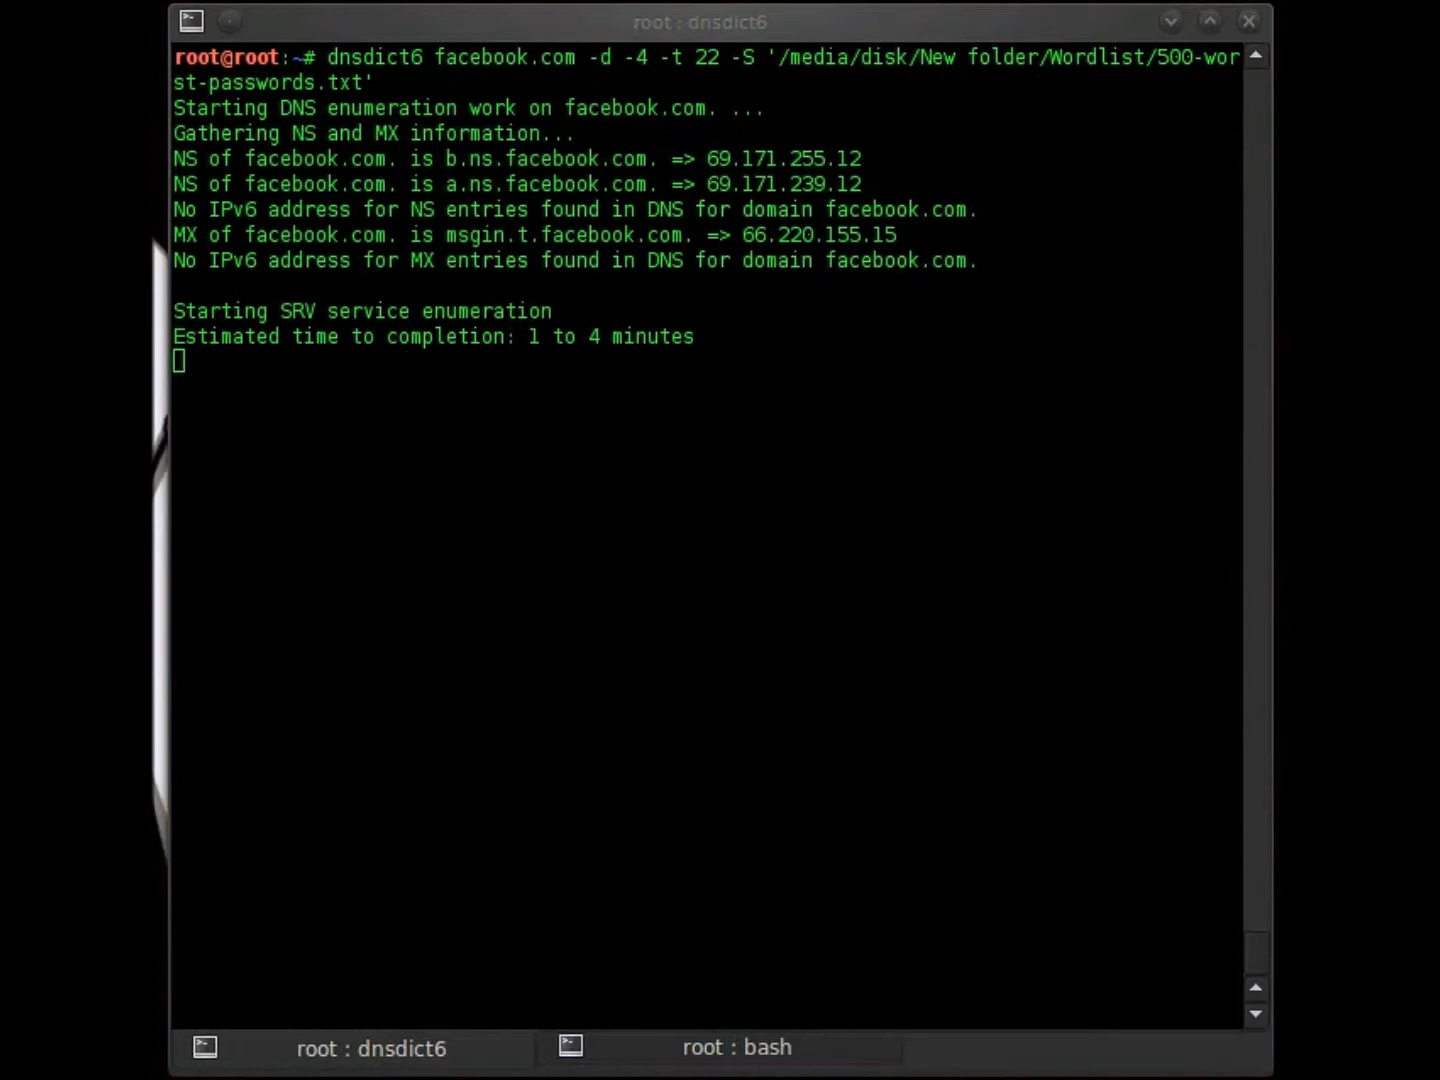 root : dnsdict6
root@root:~# dnsdict6 facebook.com -d -4 -t 22 -S '/media/disk/New folder/Wordlist/500-wor
st-passwords.txt'
Starting DNS enumeration work on facebook.com. ...
Gathering NS and MX information...
NS of facebook.com. is b.ns.facebook.com. => 69.171.255.12
NS of facebook.com. is a.ns.facebook.com. => 69.171.239.12
No IPv6 address for NS entries found in DNS for domain facebook.com.
MX of facebook.com. is msgin.t.facebook.com. => 66.220.155.15
No IPv6 address for MX entries found in DNS for domain facebook.com.
Starting SRV service enumeration
Estimated time to completion: 1 to 4 minutes
root : dnsdict6
root : bash